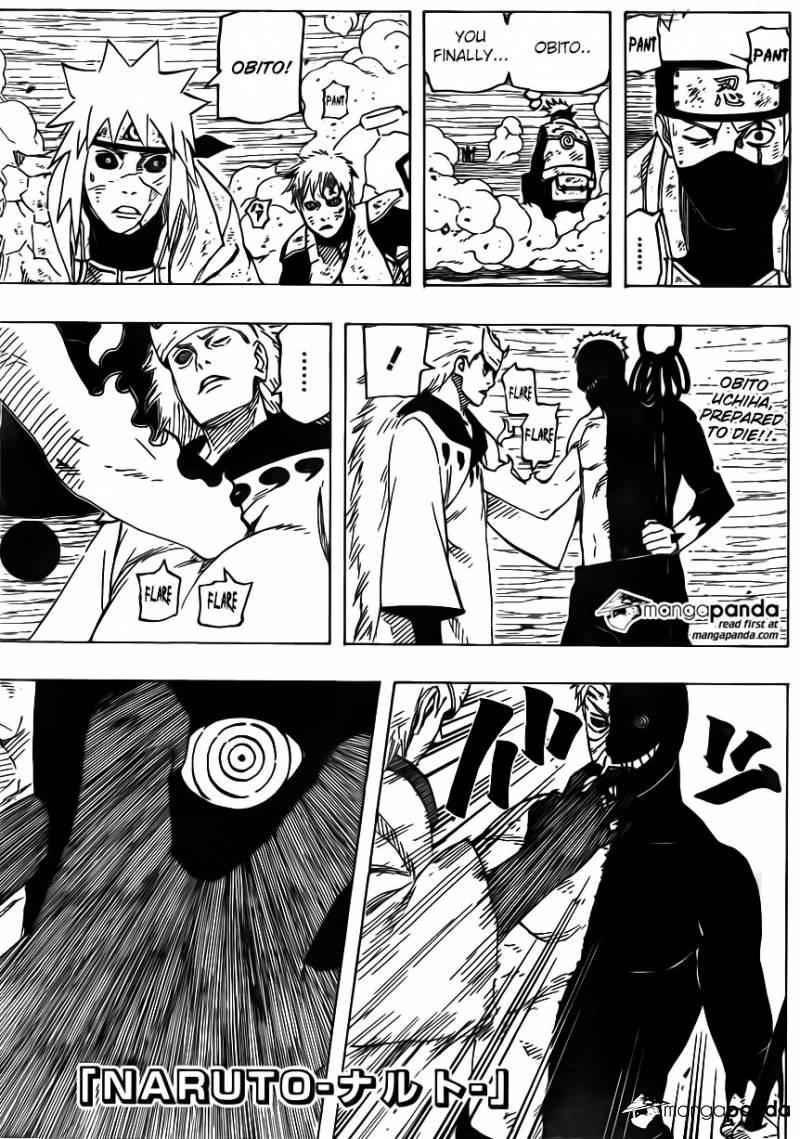 PANT
PANT
忍
........
OBITO..
YOU
FINALLY...
OBITO!
PANT
OBITO
UCHIHA,
PREPARED
TO DIE!!
FLARE
FLARE
!
mangapanda
read first at
mangapanda.com
.......
FLARE
FLARE
『NARUTO-ナルト-』
mangapanda